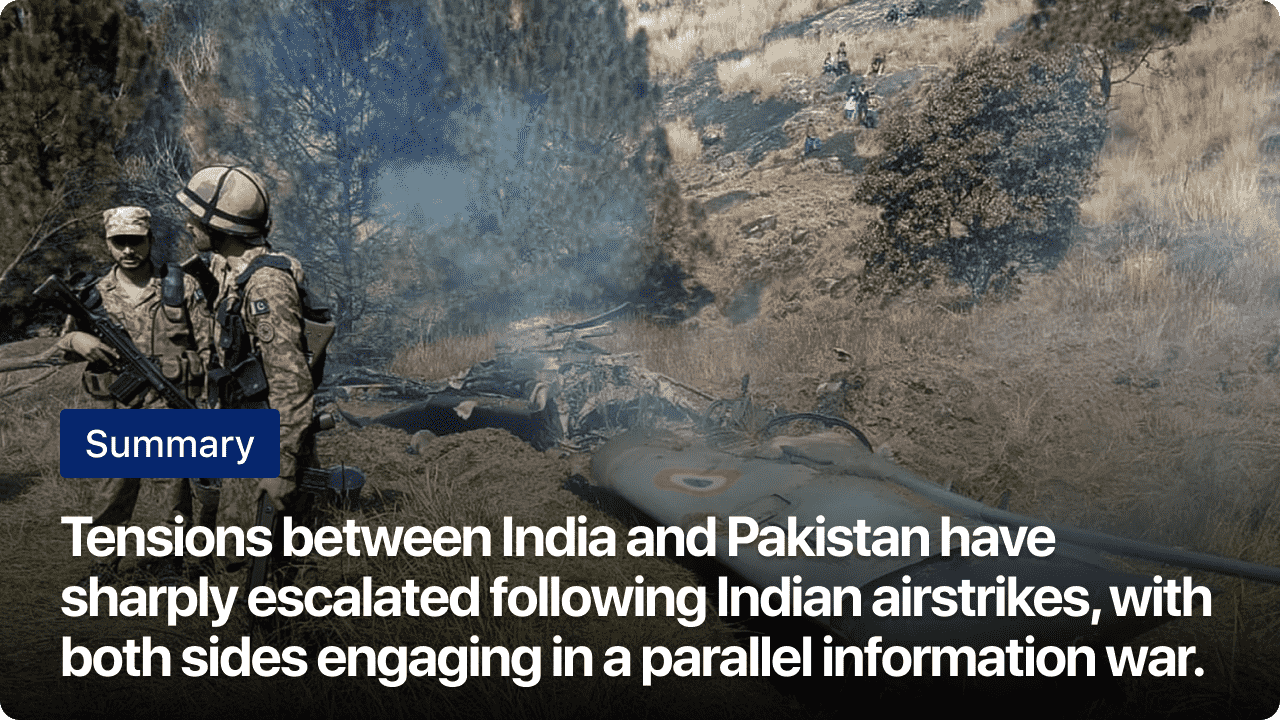 Summary
Tensions between India and Pakistan have
sharply escalated following Indian airstrikes, with
both sides engaging in a parallel information war.